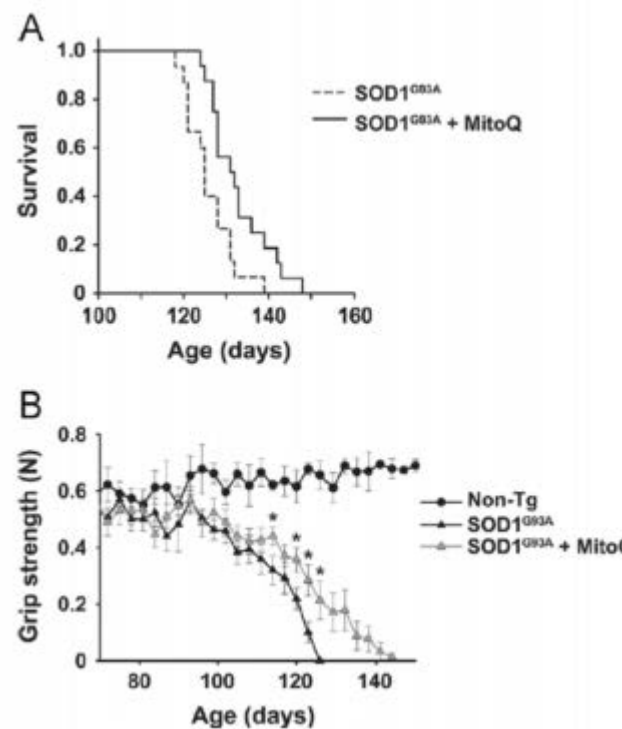 A
1.0
0.8
0.6
0.4
0.2
0
Survival
100 120 140 160
Age (days)
SOD1G93A
SOD1G93A + MitoQ
B
0.8
0.6
0.4
0.2
0
Grip strength (N)
* * * *
80 100 120 140
Age (days)
Non-Tg
SOD1G93A
SOD1G93A + MitoQ